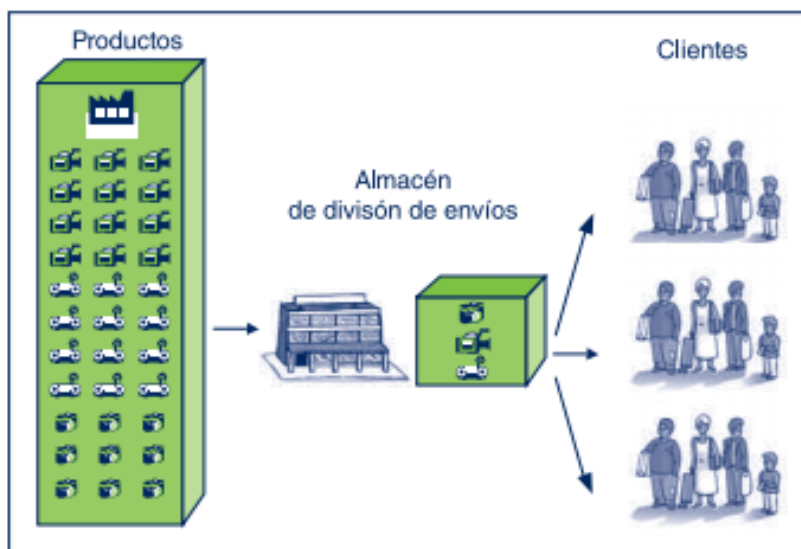 Productos
Clientes
Almacén
de divisón de envíos